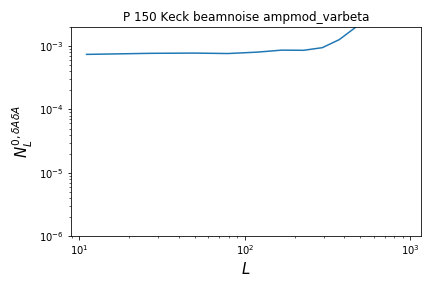 P 150 Keck beamnoise ampmod_varbeta
10⁻³
10⁻⁴
10⁻⁵
10⁻⁶
N_L^{0, δAδA}
10¹
10²
10³
L